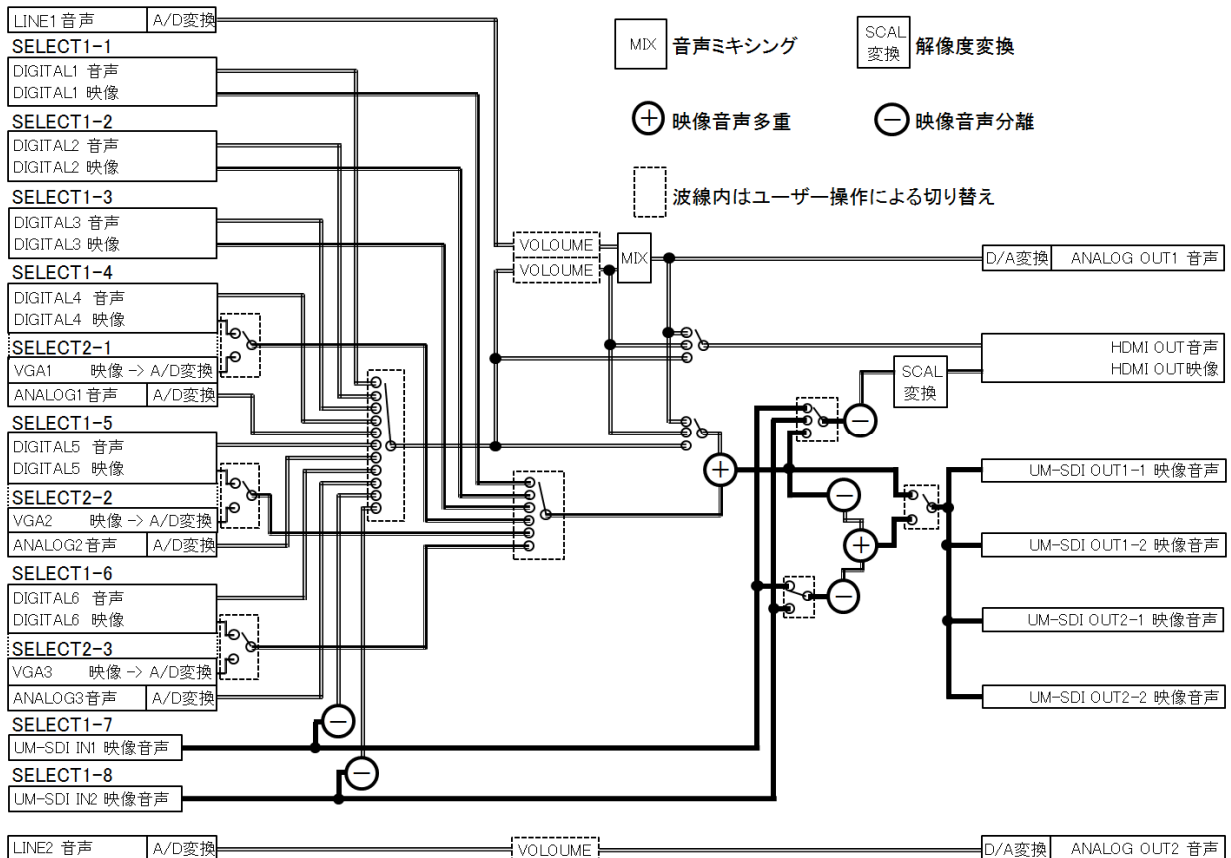 LINE1音声 A/D変換
SELECT1-1
DIGITAL1 音声
DIGITAL1 映像
SELECT1-2
DIGITAL2 音声
DIGITAL2 映像
SELECT1-3
DIGITAL3 音声
DIGITAL3 映像
SELECT1-4
DIGITAL4 音声
DIGITAL4 映像
SELECT2-1
VGA1 映像 -> A/D変換
ANALOG1音声 A/D変換
SELECT1-5
DIGITAL5 音声
DIGITAL5 映像
SELECT2-2
VGA2 映像 -> A/D変換
ANALOG2音声 A/D変換
SELECT1-6
DIGITAL6 音声
DIGITAL6 映像
SELECT2-3
VGA3 映像 -> A/D変換
ANALOG3音声 A/D変換
SELECT1-7
UM-SDI IN1 映像音声
SELECT1-8
UM-SDI IN2 映像音声
LINE2 音声 A/D変換
MIX 音声ミキシング
SCAL
変換 解像度変換
+ 映像音声多重
− 映像音声分離
波線内はユーザー操作による切り替え
VOLOUME
VOLOUME
MIX
SCAL
変換
+
−
+
−
−
−
−
VOLOUME
D/A変換 ANALOG OUT1 音声
HDMI OUT音声
HDMI OUT映像
UM-SDI OUT1-1 映像音声
UM-SDI OUT1-2 映像音声
UM-SDI OUT2-1 映像音声
UM-SDI OUT2-2 映像音声
D/A変換 ANALOG OUT2 音声